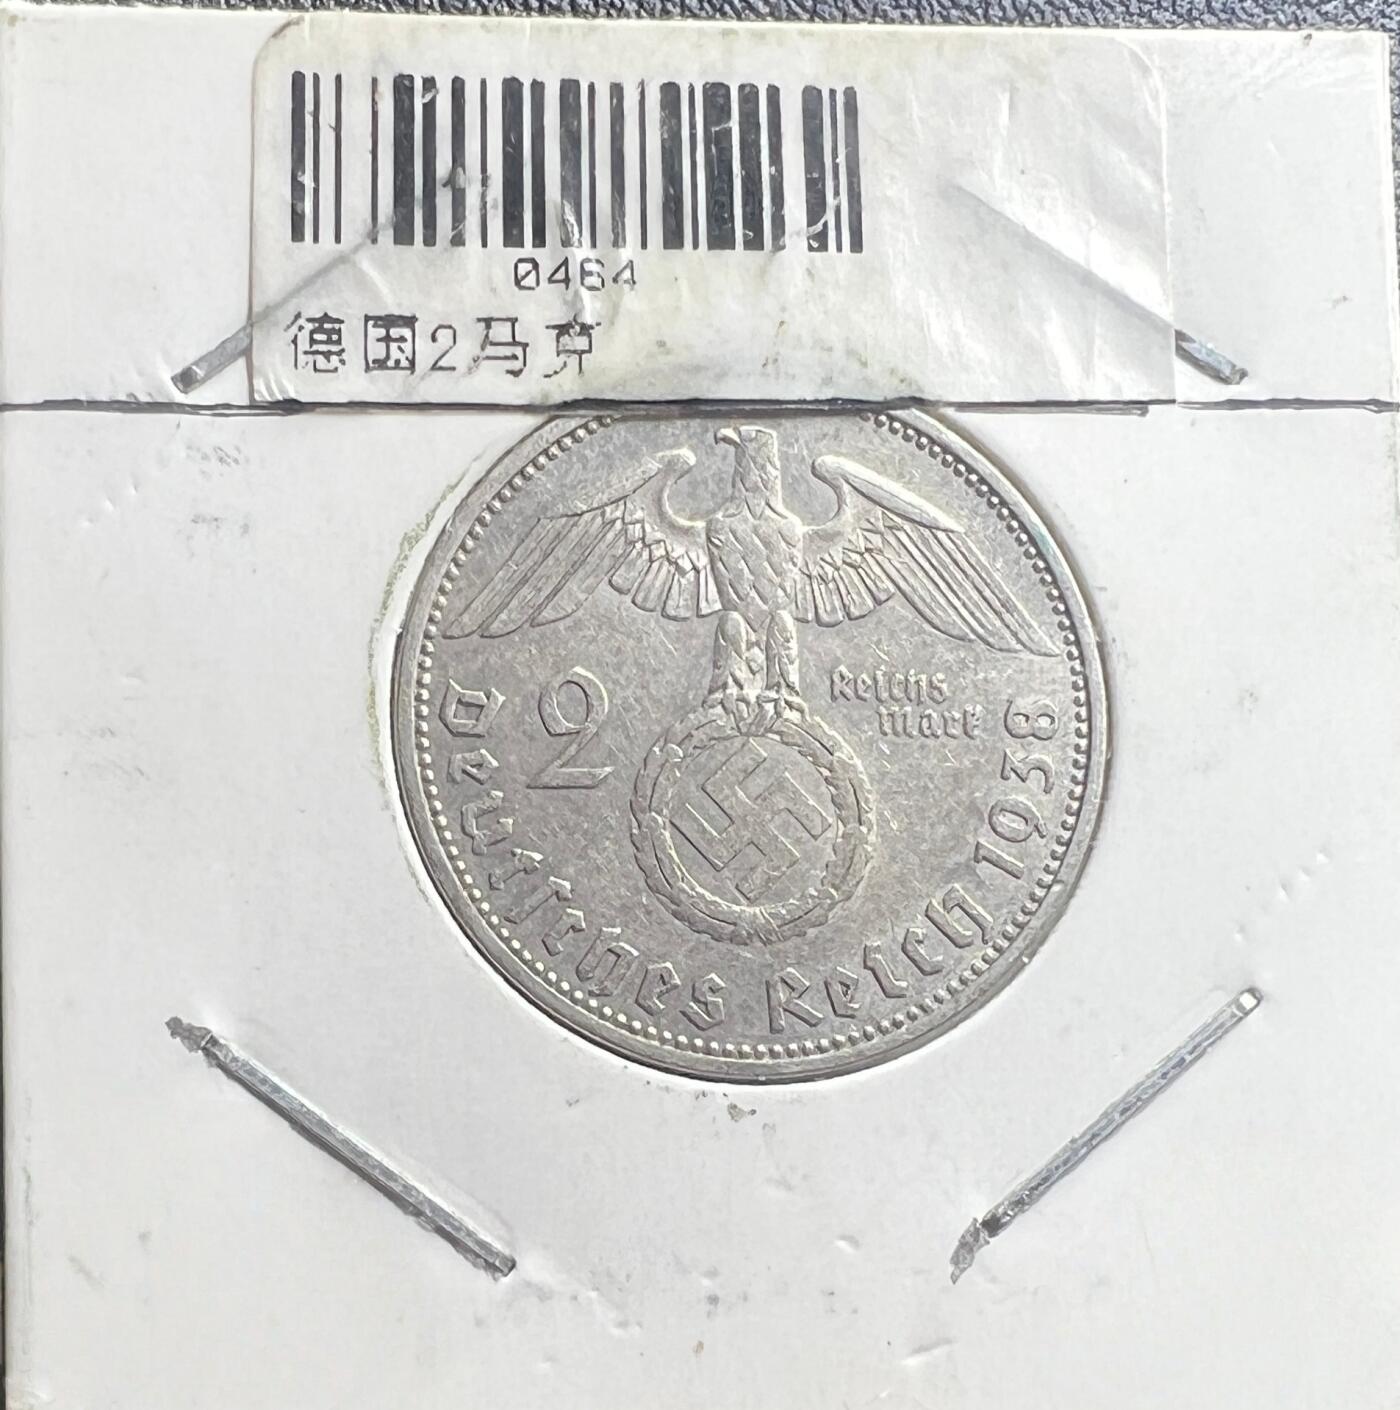 0464
德国2马克
2
Reichs
Mark
Deutsches Reich 1938